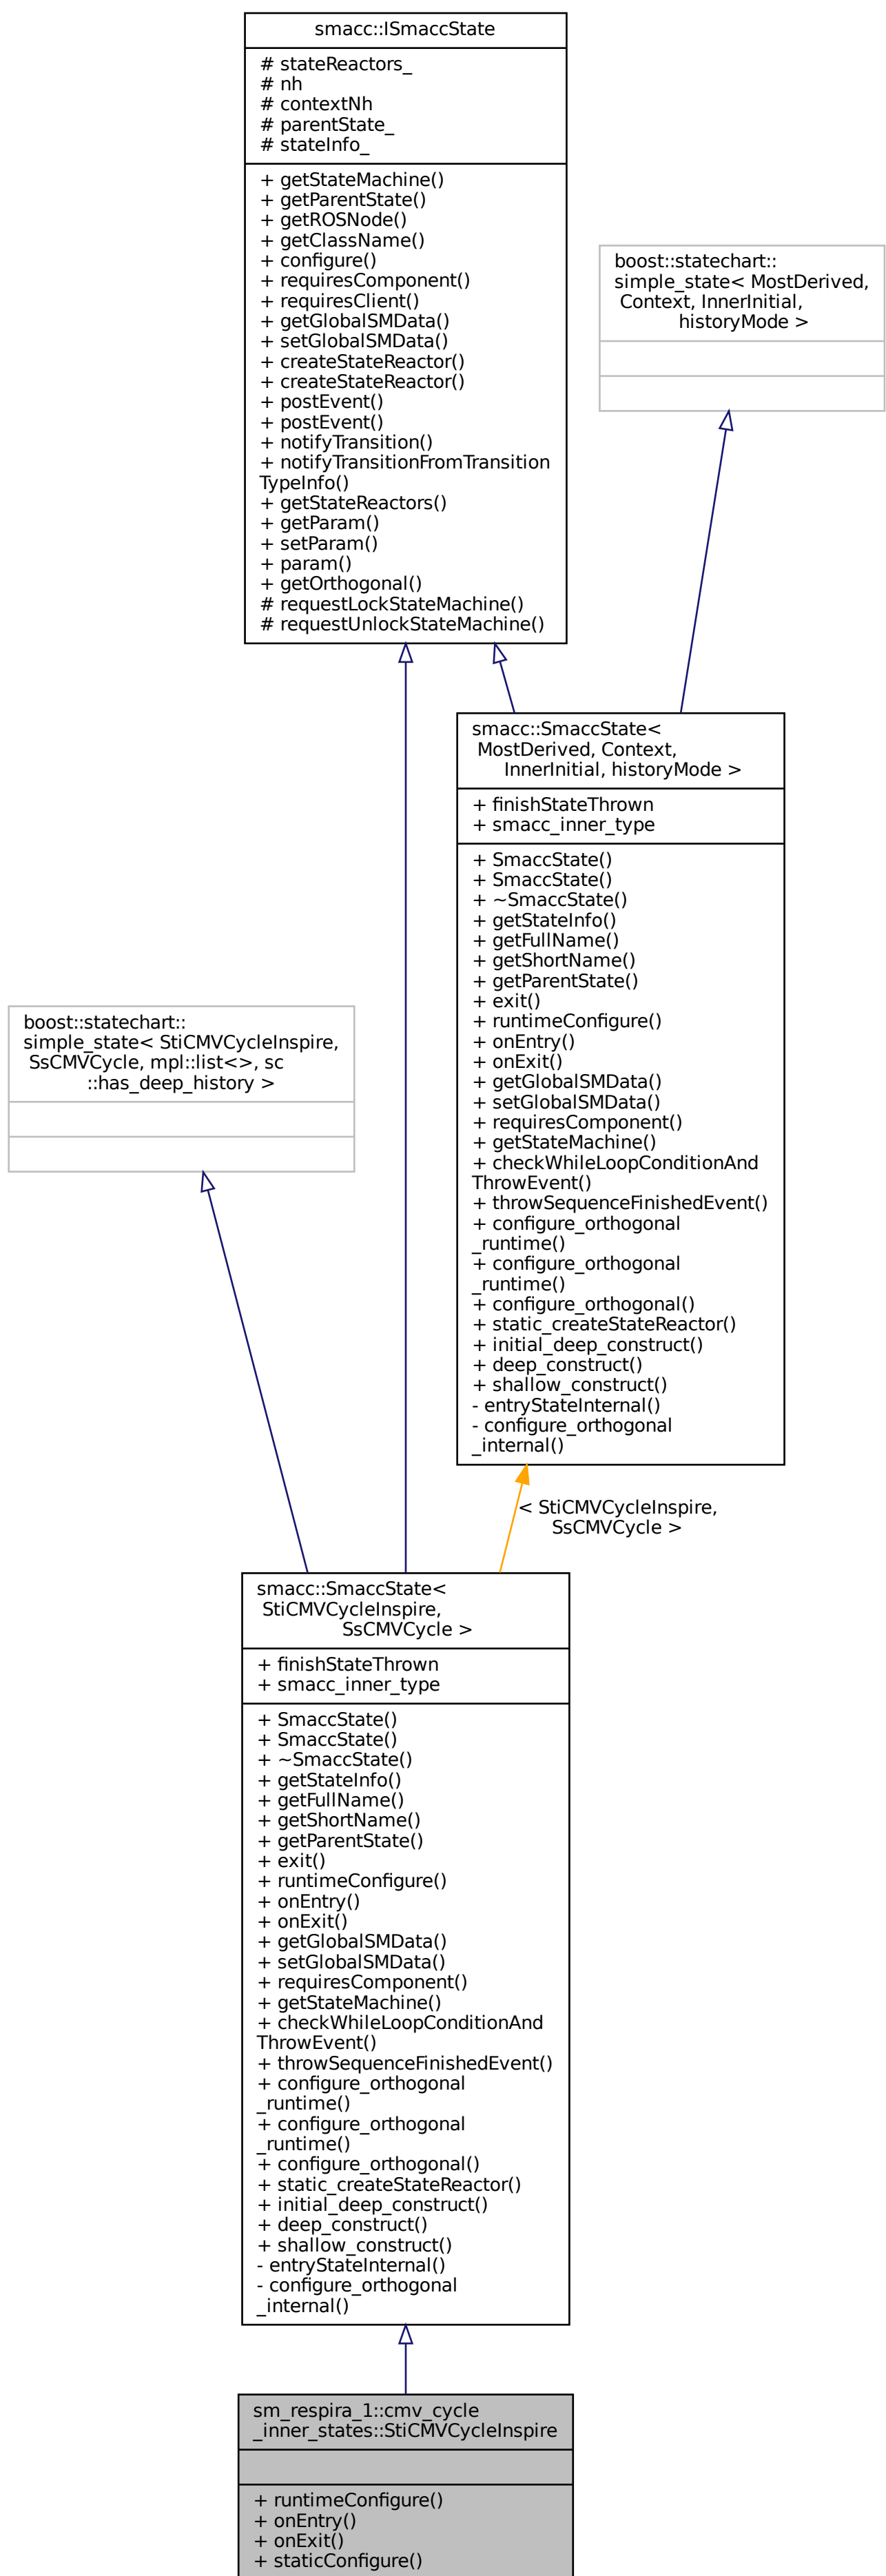 smacc::ISmaccState
# stateReactors_
# nh
# contextNh
# parentState_
# stateInfo_
+ getStateMachine()
+ getParentState()
+ getROSNode()
+ getClassName()
+ configure()
+ requiresComponent()
+ requiresClient()
+ getGlobalSMData()
+ setGlobalSMData()
+ createStateReactor()
+ createStateReactor()
+ postEvent()
+ postEvent()
+ notifyTransition()
+ notifyTransitionFromTransition
TypeInfo()
+ getStateReactors()
+ getParam()
+ setParam()
+ param()
+ getOrthogonal()
# requestLockStateMachine()
# requestUnlockStateMachine()
boost::statechart::
simple_state< MostDerived,
Context, InnerInitial,
historyMode >
smacc::SmaccState<
MostDerived, Context,
InnerInitial, historyMode >
+ finishStateThrown
+ smacc_inner_type
+ SmaccState()
+ SmaccState()
+ ~SmaccState()
+ getStateInfo()
+ getFullName()
+ getShortName()
+ getParentState()
+ exit()
+ runtimeConfigure()
+ onEntry()
+ onExit()
+ getGlobalSMData()
+ setGlobalSMData()
+ requiresComponent()
+ getStateMachine()
+ checkWhileLoopConditionAnd
ThrowEvent()
+ throwSequenceFinishedEvent()
+ configure_orthogonal
_runtime()
+ configure_orthogonal
_runtime()
+ configure_orthogonal()
+ static_createStateReactor()
+ initial_deep_construct()
+ deep_construct()
+ shallow_construct()
- entryStateInternal()
- configure_orthogonal
_internal()
boost::statechart::
simple_state< StiCMVCycleInspire,
SsCMVCycle, mpl::list<>, sc
::has_deep_history >
< StiCMVCycleInspire,
SsCMVCycle >
smacc::SmaccState<
StiCMVCycleInspire,
SsCMVCycle >
+ finishStateThrown
+ smacc_inner_type
+ SmaccState()
+ SmaccState()
+ ~SmaccState()
+ getStateInfo()
+ getFullName()
+ getShortName()
+ getParentState()
+ exit()
+ runtimeConfigure()
+ onEntry()
+ onExit()
+ getGlobalSMData()
+ setGlobalSMData()
+ requiresComponent()
+ getStateMachine()
+ checkWhileLoopConditionAnd
ThrowEvent()
+ throwSequenceFinishedEvent()
+ configure_orthogonal
_runtime()
+ configure_orthogonal
_runtime()
+ configure_orthogonal()
+ static_createStateReactor()
+ initial_deep_construct()
+ deep_construct()
+ shallow_construct()
- entryStateInternal()
- configure_orthogonal
_internal()
sm_respira_1::cmv_cycle
_inner_states::StiCMVCycleInspire
+ runtimeConfigure()
+ onEntry()
+ onExit()
+ staticConfigure()